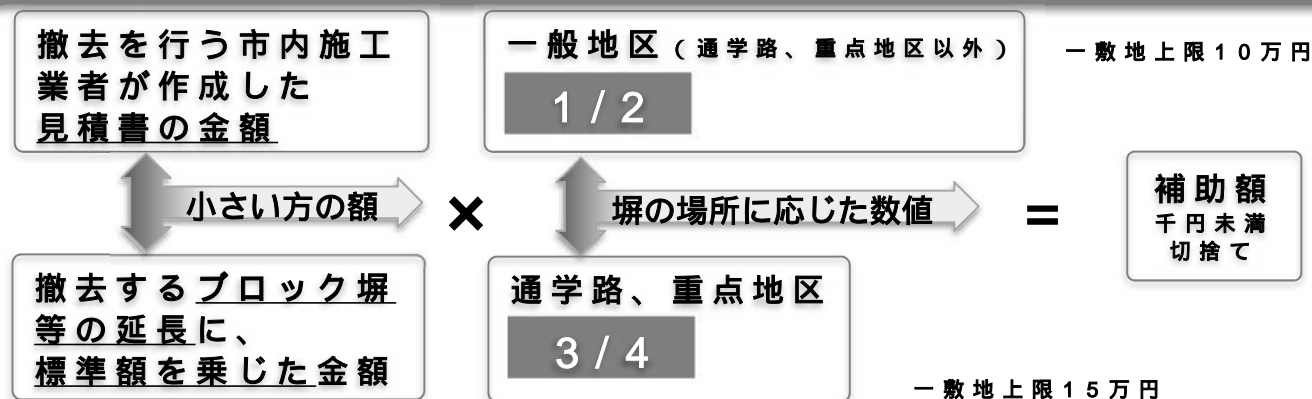 撤去を行う市内施工
業者が作成した
見積書の金額
小さい方の額
撤去するブロック塀
等の延長に、
標準額を乗じた金額
×
一般地区(通学路、重点地区以外)
1/2
一敷地上限10万円
塀の場所に応じた数値
通学路、重点地区
3/4
一敷地上限15万円
=
補助額
千円未満
切捨て